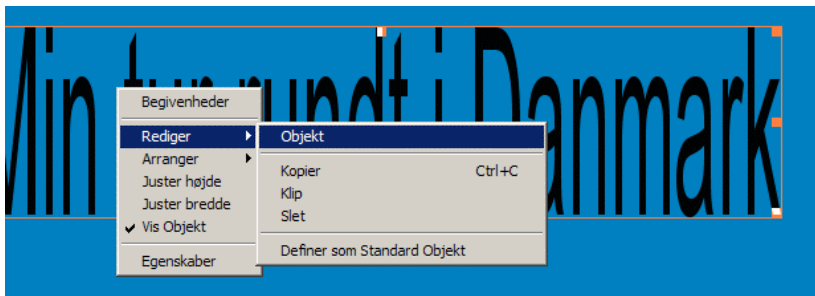 Min tur rundt i Danmark
Begivenheder
Rediger
Arranger
Juster højde
Juster bredde
Vis Objekt
Egenskaber
Objekt
Kopier Ctrl+C
Klip
Slet
Definer som Standard Objekt